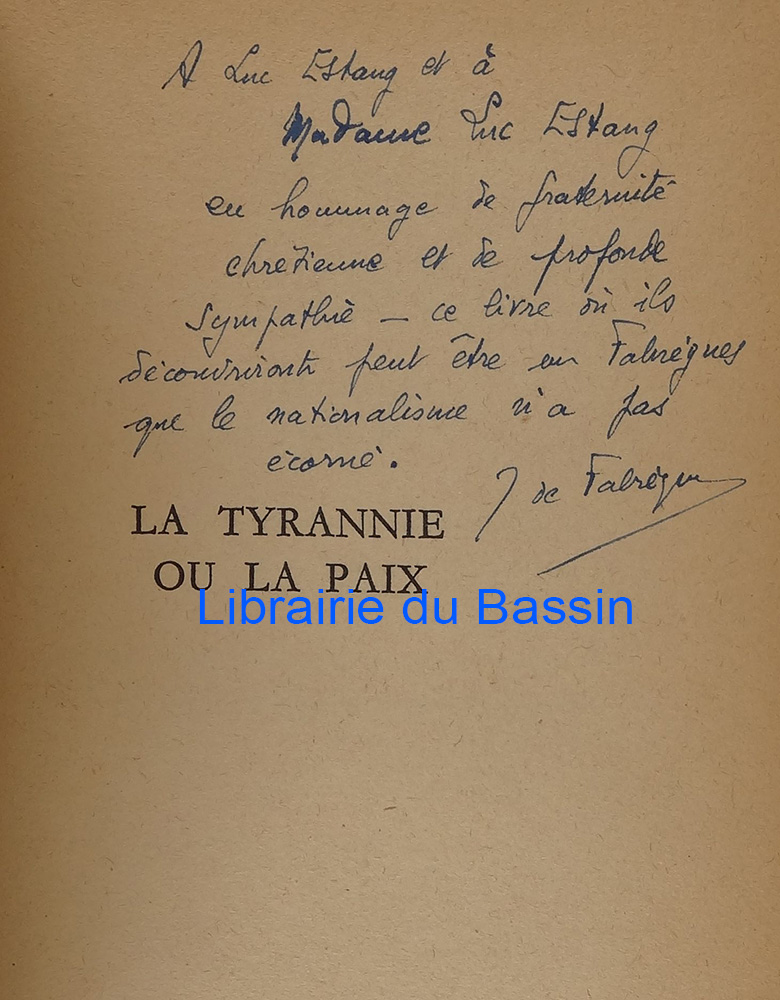 A Luc Estang et à
Madame Luc Estang
en hommage de fraternité
chrétienne et de profonde
sympathie — ce livre où ils
découvriront peut être un Fabrègues
que le nationalisme n'a pas
écorné.
J de Fabrègues
LA TYRANNIE
OU LA PAIX
Librairie du Bassin